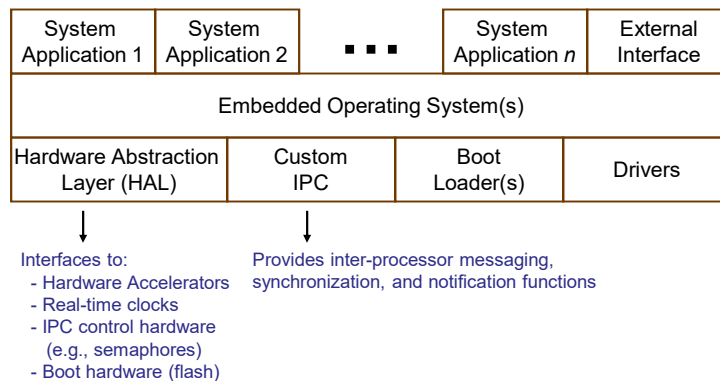 System
Application 1
System
Application 2
System
Application n
External
Interface
Embedded Operating System(s)
Hardware Abstraction
Layer (HAL)
Custom
IPC
Boot
Loader(s)
Drivers
Interfaces to:
- Hardware Accelerators
- Real-time clocks
- IPC control hardware
(e.g., semaphores)
- Boot hardware (flash)
Provides inter-processor messaging,
synchronization, and notification functions